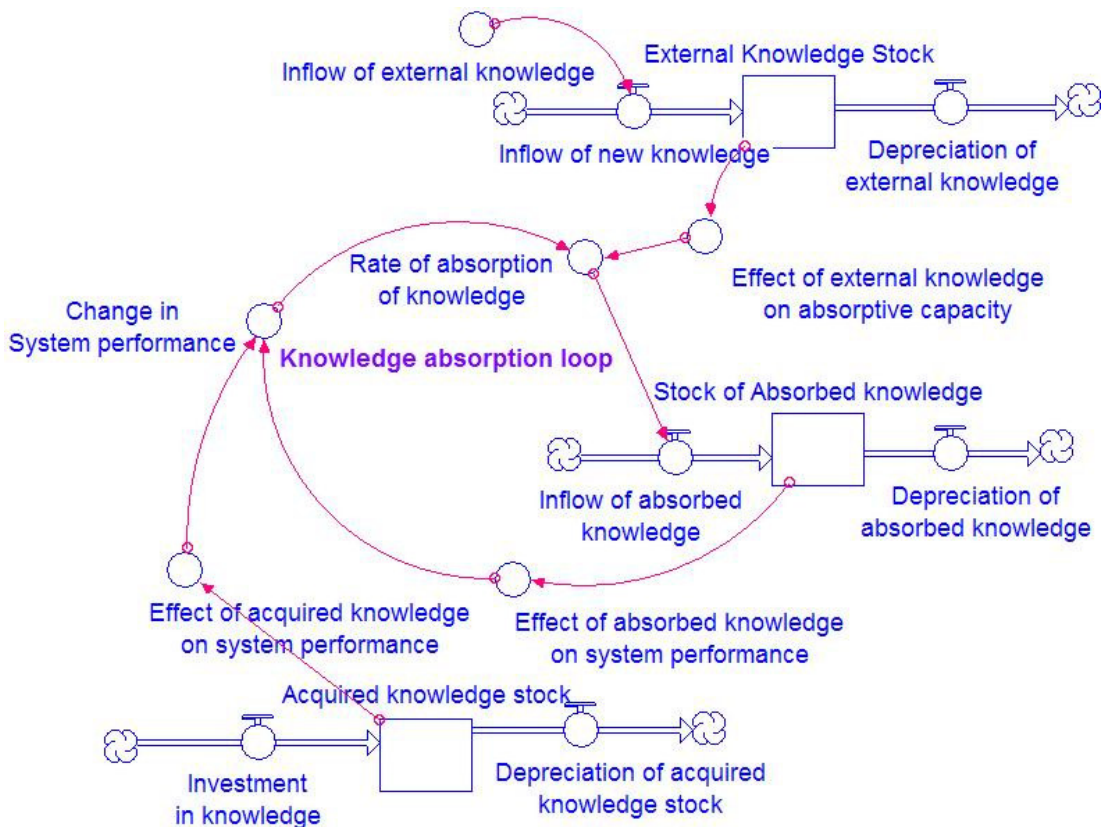 External Knowledge Stock
Inflow of external knowledge
Inflow of new knowledge
Depreciation of
external knowledge
Rate of absorption
of knowledge
Effect of external knowledge
on absorptive capacity
Change in
System performance
Knowledge absorption loop
Stock of Absorbed knowledge
Inflow of absorbed
knowledge
Depreciation of
absorbed knowledge
Effect of acquired knowledge
on system performance
Effect of absorbed knowledge
on system performance
Acquired knowledge stock
Investment
in knowledge
Depreciation of acquired
knowledge stock